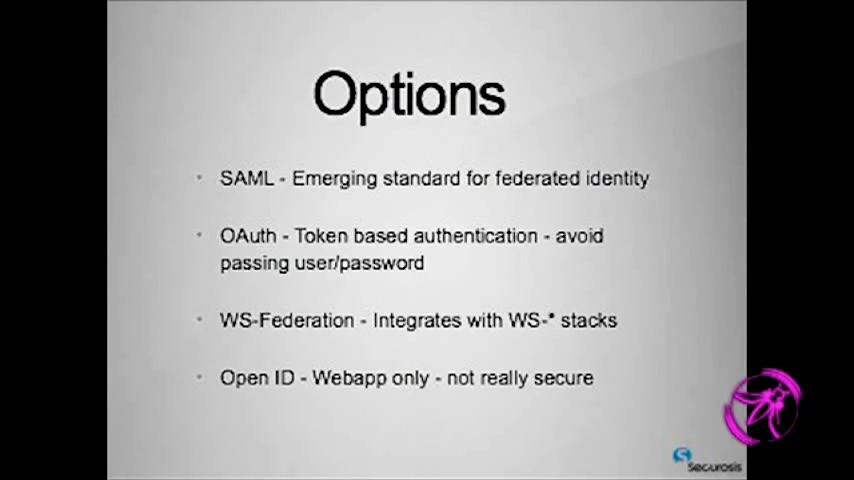 Options
SAML - Emerging standard for federated identity
OAuth - Token based authentication - avoid
passing user/password
WS-Federation - Integrates with WS-* stacks
Open ID - Webapp only - not really secure
Securosis